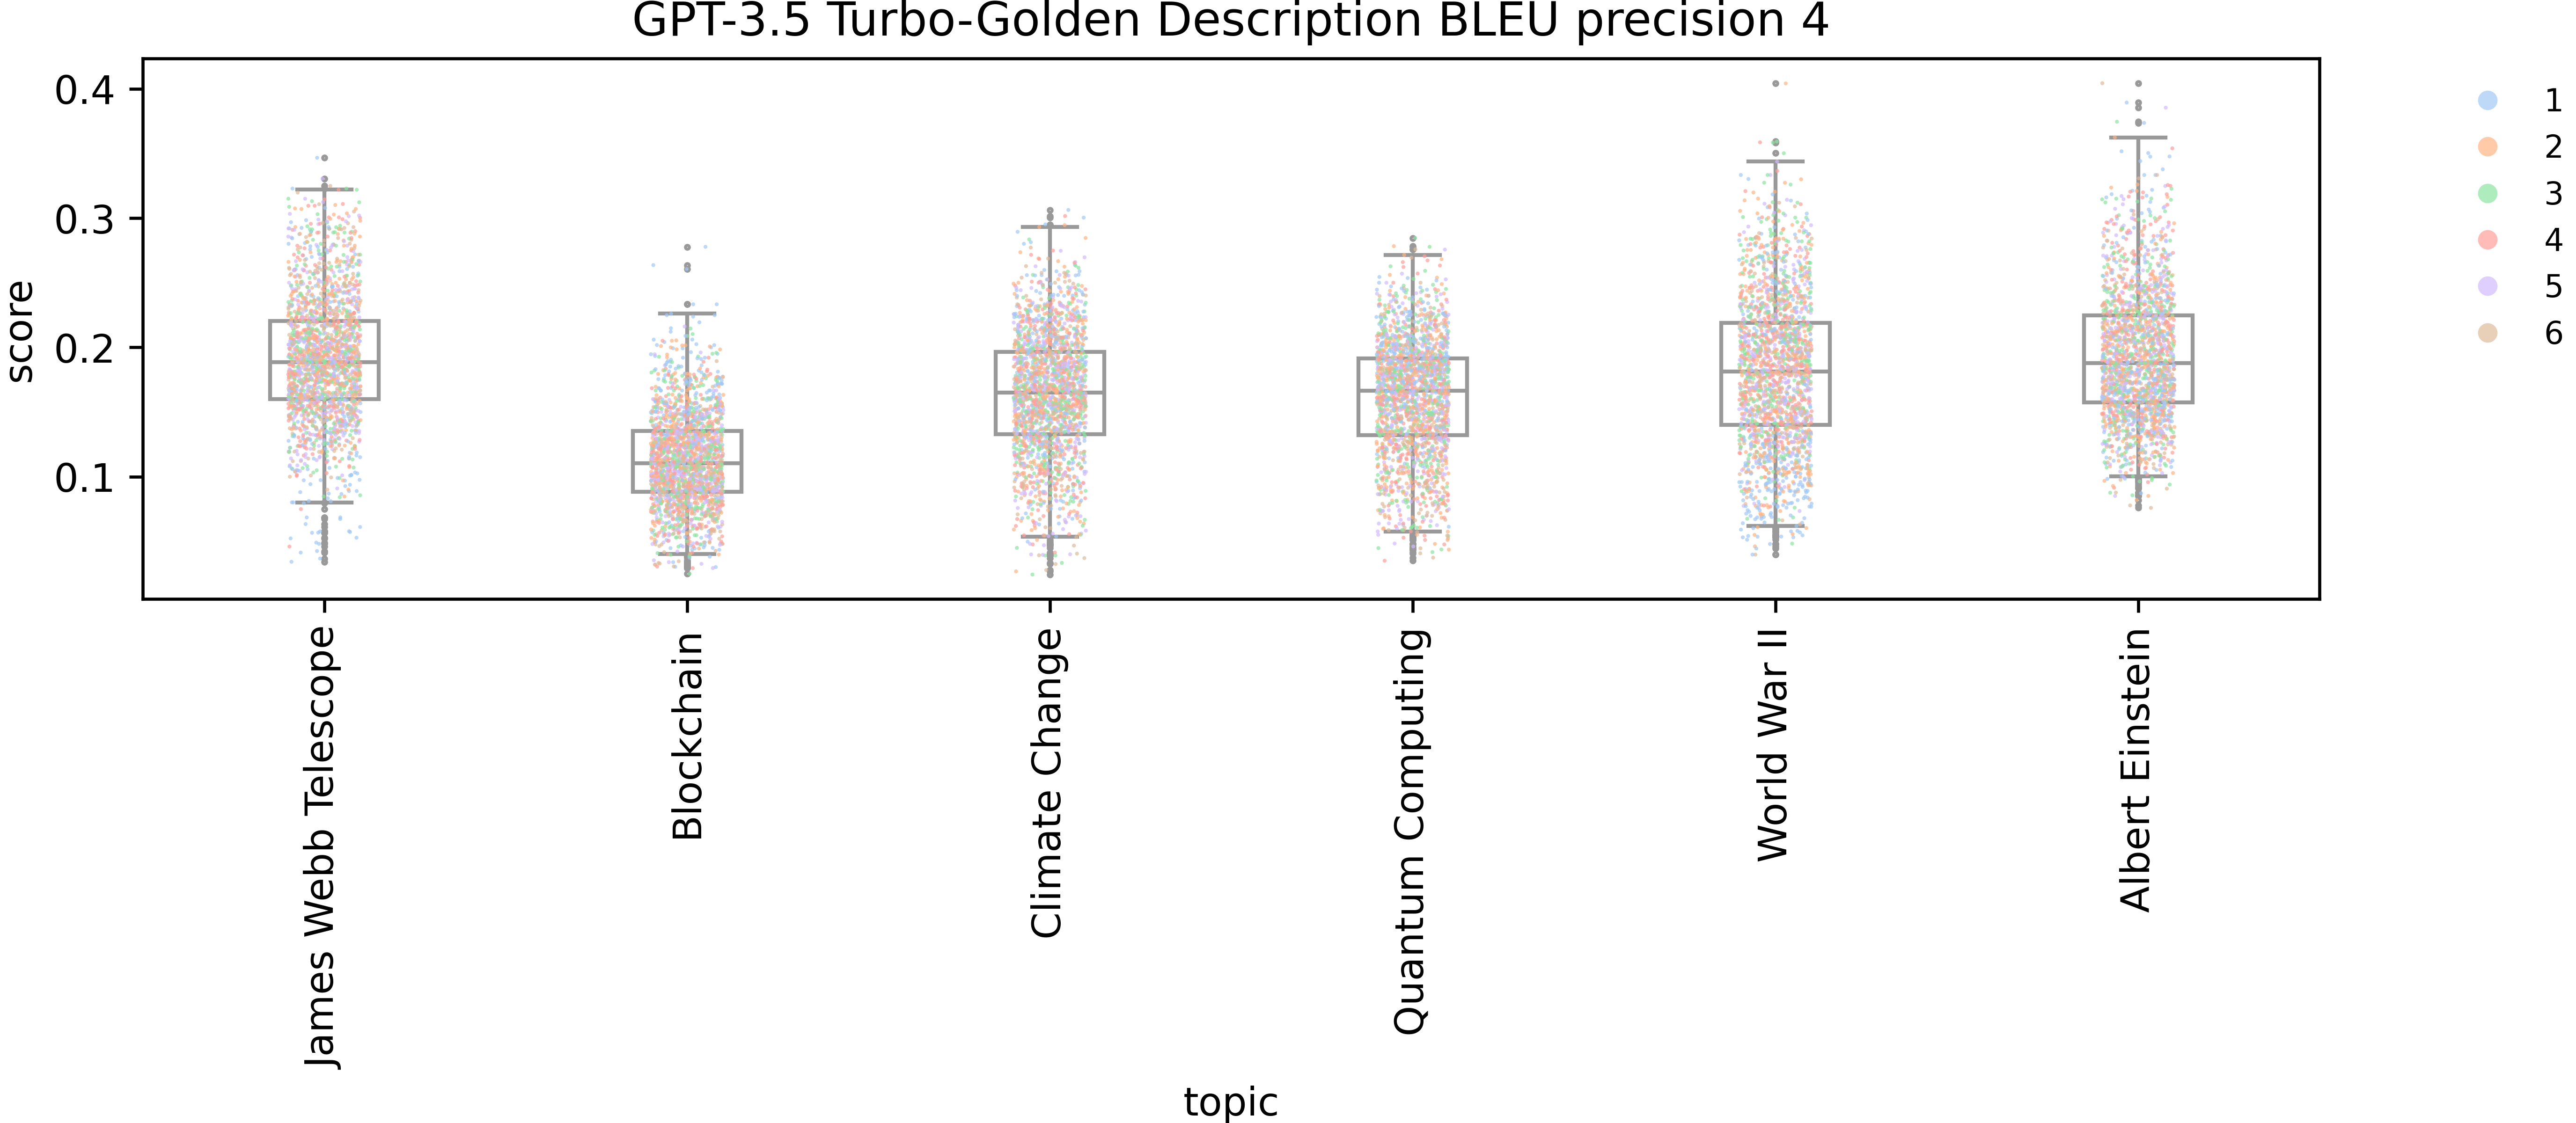 GPT-3.5 Turbo-Golden Description BLEU precision 4
score
0.4
0.3
0.2
0.1
1
2
3
4
5
6
James Webb Telescope
Blockchain
Climate Change
Quantum Computing
World War II
Albert Einstein
topic